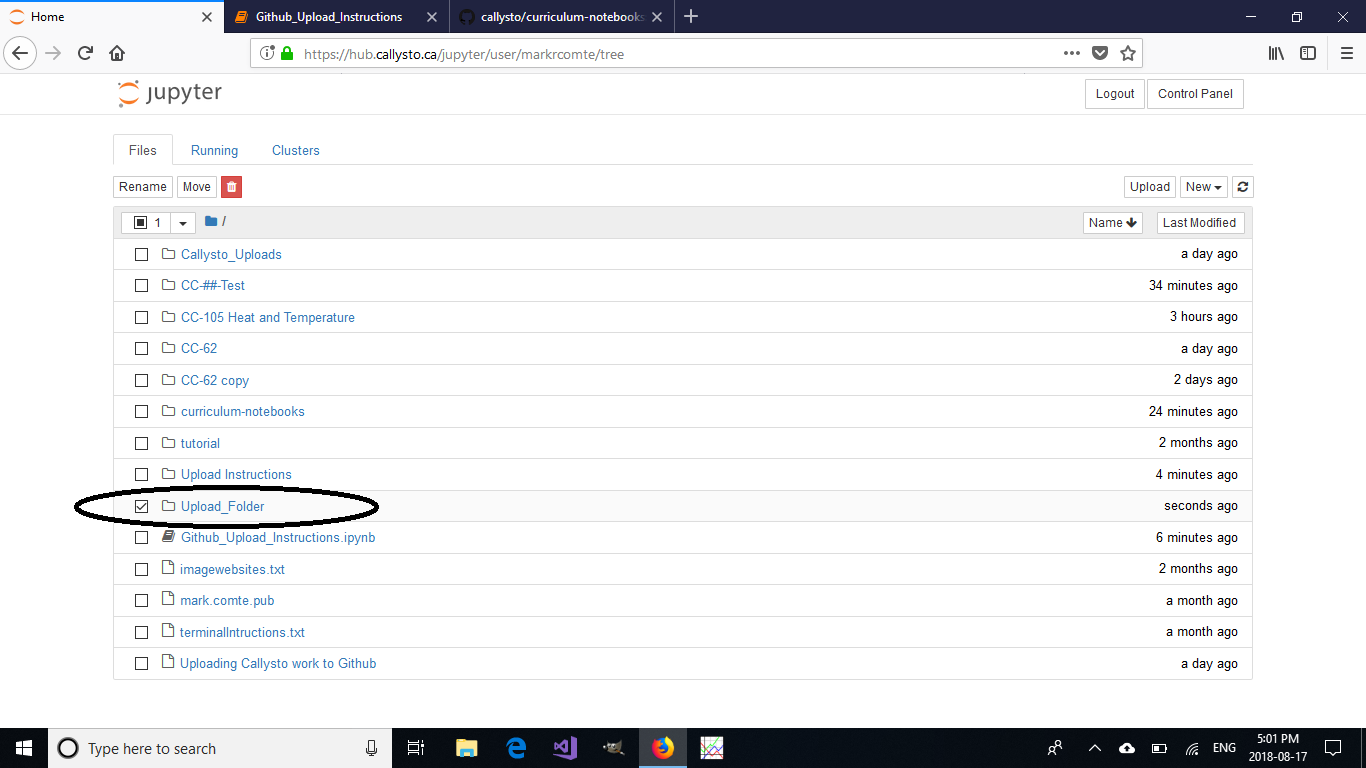 Home
Github_Upload_Instructions
callysto/curriculum-notebooks
https://hub.callysto.ca/jupyter/user/markrcomte/tree
jupyter
Logout
Control Panel
Files
Running
Clusters
Rename
Move
Upload
New
1
/
Name
Last Modified
Callysto_Uploads a day ago
CC-##-Test 34 minutes ago
CC-105 Heat and Temperature 3 hours ago
CC-62 a day ago
CC-62 copy 2 days ago
curriculum-notebooks 24 minutes ago
tutorial 2 months ago
Upload Instructions 4 minutes ago
Upload_Folder seconds ago
Github_Upload_Instructions.ipynb 6 minutes ago
imagewebsites.txt 2 months ago
mark.comte.pub a month ago
terminalIntructions.txt a month ago
Uploading Callysto work to Github a day ago
Type here to search
ENG
5:01 PM
2018-08-17